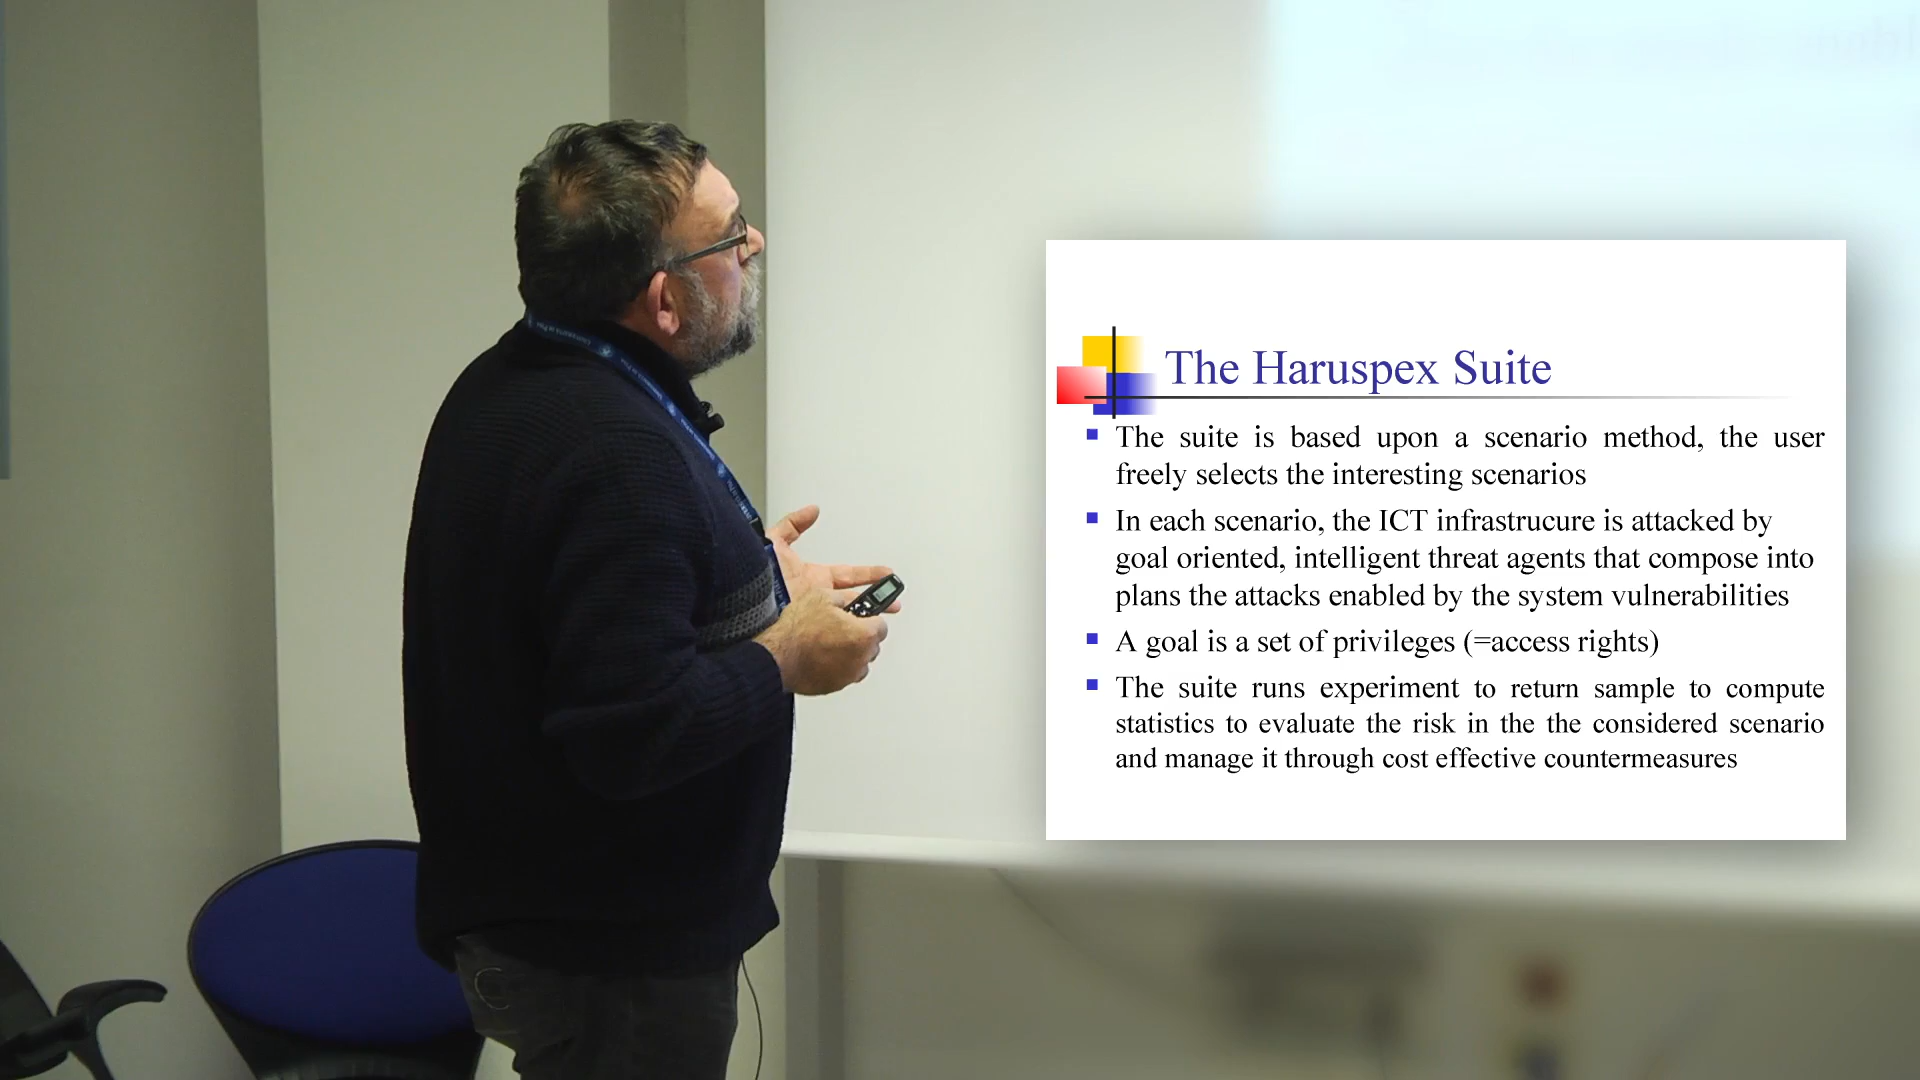 The Haruspex Suite
The suite is based upon a scenario method, the user
freely selects the interesting scenarios
In each scenario, the ICT infrastrucure is attacked by
goal oriented, intelligent threat agents that compose into
plans the attacks enabled by the system vulnerabilities
A goal is a set of privileges (=access rights)
The suite runs experiment to return sample to compute
statistics to evaluate the risk in the the considered scenario
and manage it through cost effective countermeasures